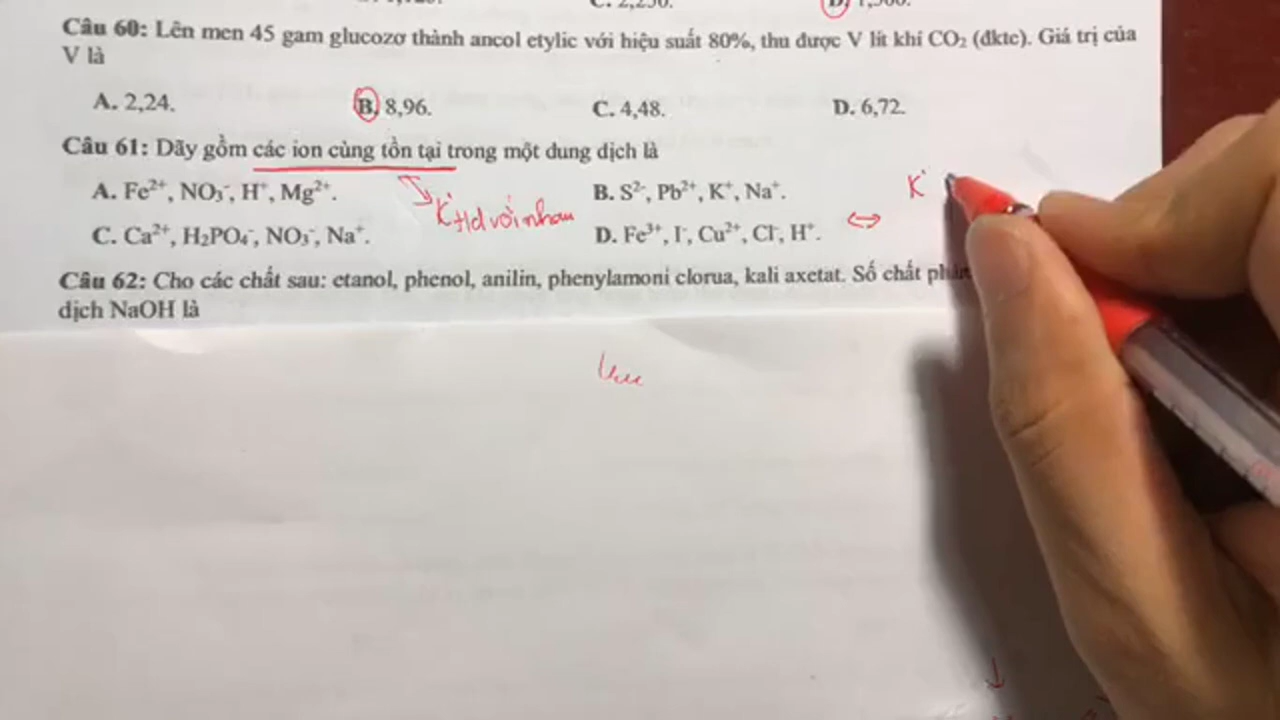 C. 2,250.
Câu 60: Lên men 45 gam glucozơ thành ancol etylic với hiệu suất 80%, thu được V lít khí CO₂ (đktc). Giá trị của
V là
A. 2,24. B. 8,96. C. 4,48. D. 6,72.
Câu 61: Dãy gồm các ion cùng tồn tại trong một dung dịch là
A. Fe²⁺, NO₃⁻, H⁺, Mg²⁺. B. S²⁻, Pb²⁺, K⁺, Na⁺.
K° t/d với nhau
C. Ca²⁺, H₂PO₄⁻, NO₃⁻, Na⁺. D. Fe³⁺, I⁻, Cu²⁺, Cl⁻, H⁺. ⇔ K°
Câu 62: Cho các chất sau: etanol, phenol, anilin, phenylamoni clorua, kali axetat. Số chất
dịch NaOH là